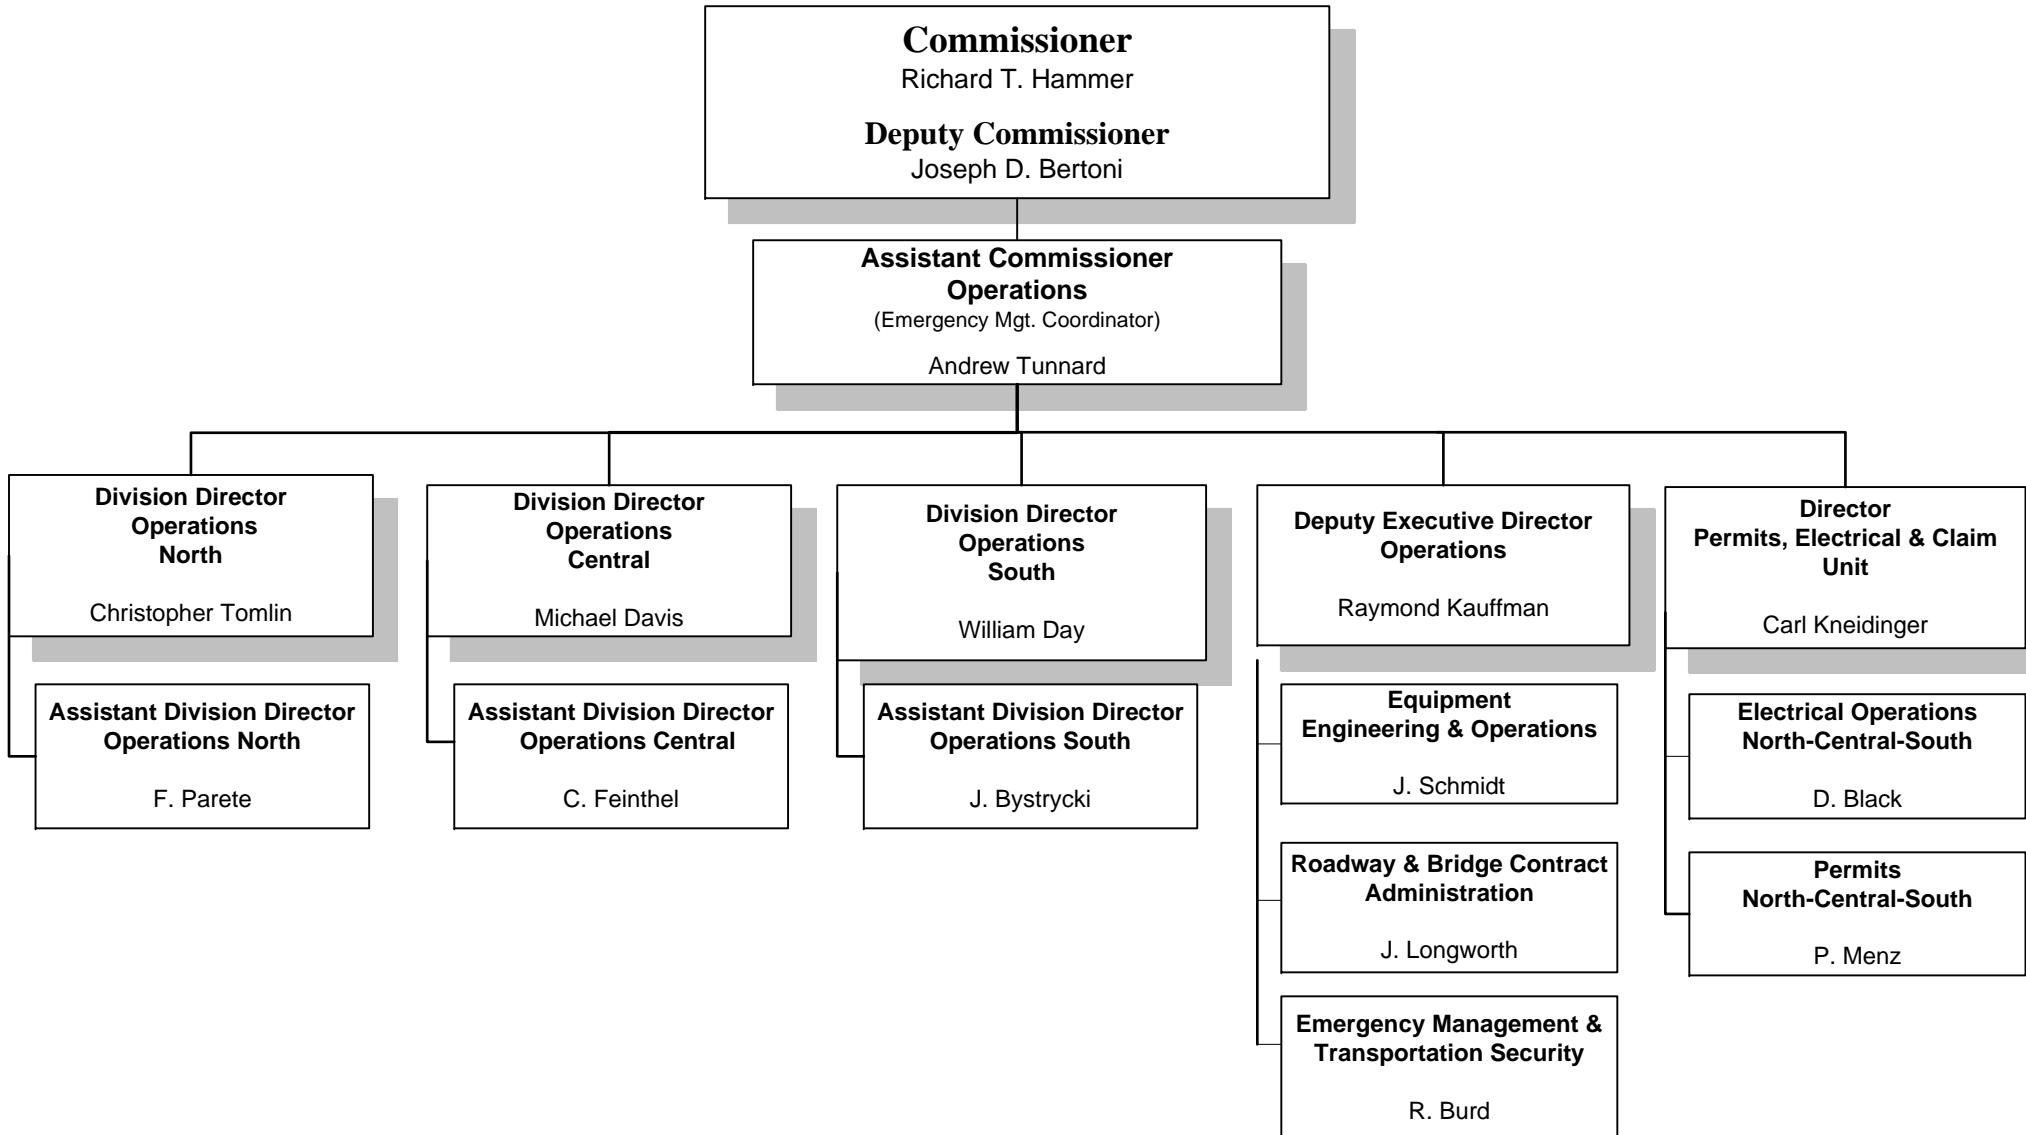 Commissioner
Richard T. Hammer
Deputy Commissioner
Joseph D. Bertoni
Assistant Commissioner
Operations
(Emergency Mgt. Coordinator)
Andrew Tunnard
Division Director
Operations
North
Christopher Tomlin
Division Director
Operations
Central
Michael Davis
Division Director
Operations
South
William Day
Deputy Executive Director
Operations
Raymond Kauffman
Director
Permits, Electrical & Claim
Unit
Carl Kneidinger
Assistant Division Director
Operations North
F. Parete
Assistant Division Director
Operations Central
C. Feinthel
Assistant Division Director
Operations South
J. Bystrycki
Equipment
Engineering & Operations
J. Schmidt
Roadway & Bridge Contract
Administration
J. Longworth
Emergency Management &
Transportation Security
R. Burd
Electrical Operations
North-Central-South
D. Black
Permits
North-Central-South
P. Menz